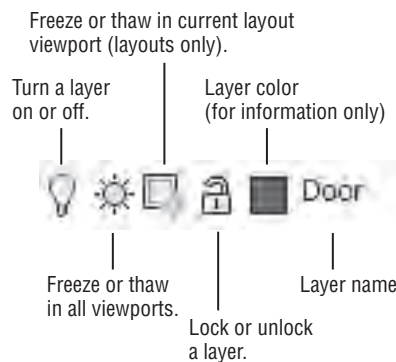 Freeze or thaw in current layout
viewport (layouts only).
Turn a layer
on or off.
Layer color
(for information only)
Door
Freeze or thaw
in all viewports.
Layer name
Lock or unlock
a layer.